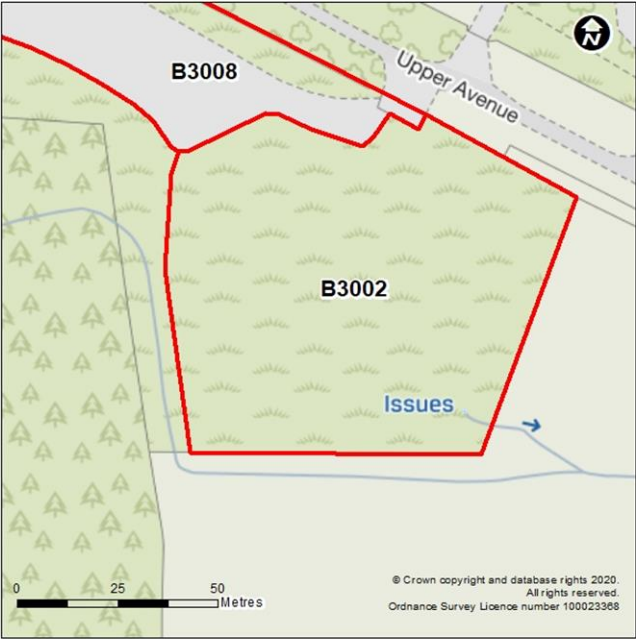 N
B3008
Upper Avenue
B3002
Issues
0 25 50
Metres
© Crown copyright and database rights 2020.
All rights reserved.
Ordnance Survey Licence number 100023368